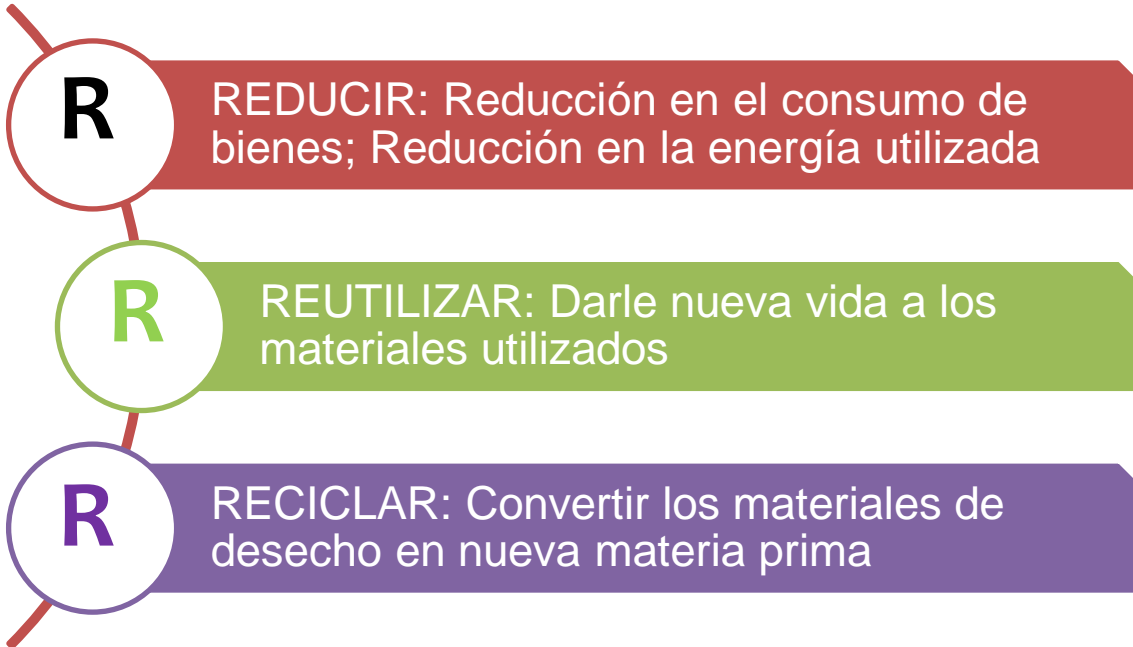 R
REDUCIR: Reducción en el consumo de
bienes; Reducción en la energía utilizada
R
REUTILIZAR: Darle nueva vida a los
materiales utilizados
R
RECICLAR: Convertir los materiales de
desecho en nueva materia prima